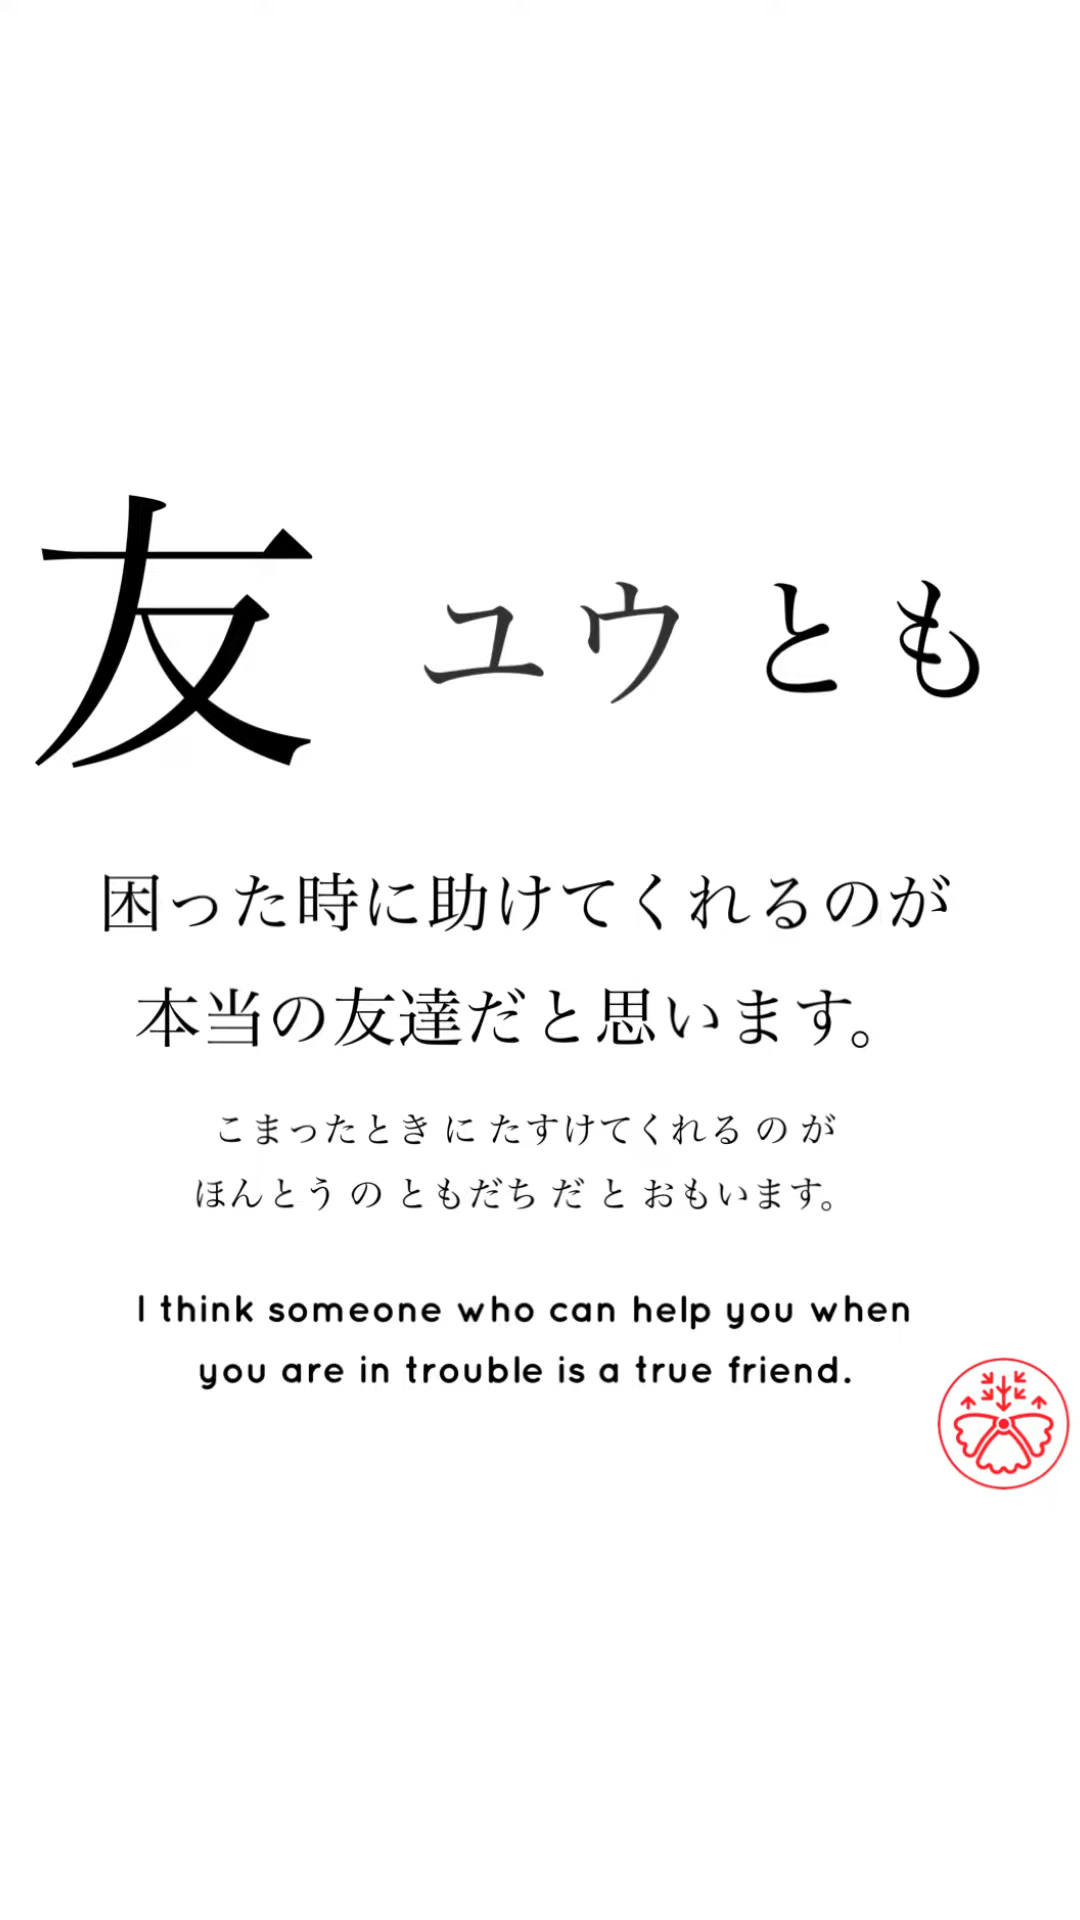 友 ユウ とも
困った時に助けてくれるのが
本当の友達だと思います。
こまったとき に たすけてくれる の が
ほんとう の ともだち だ と おもいます。
I think someone who can help you when
you are in trouble is a true friend.